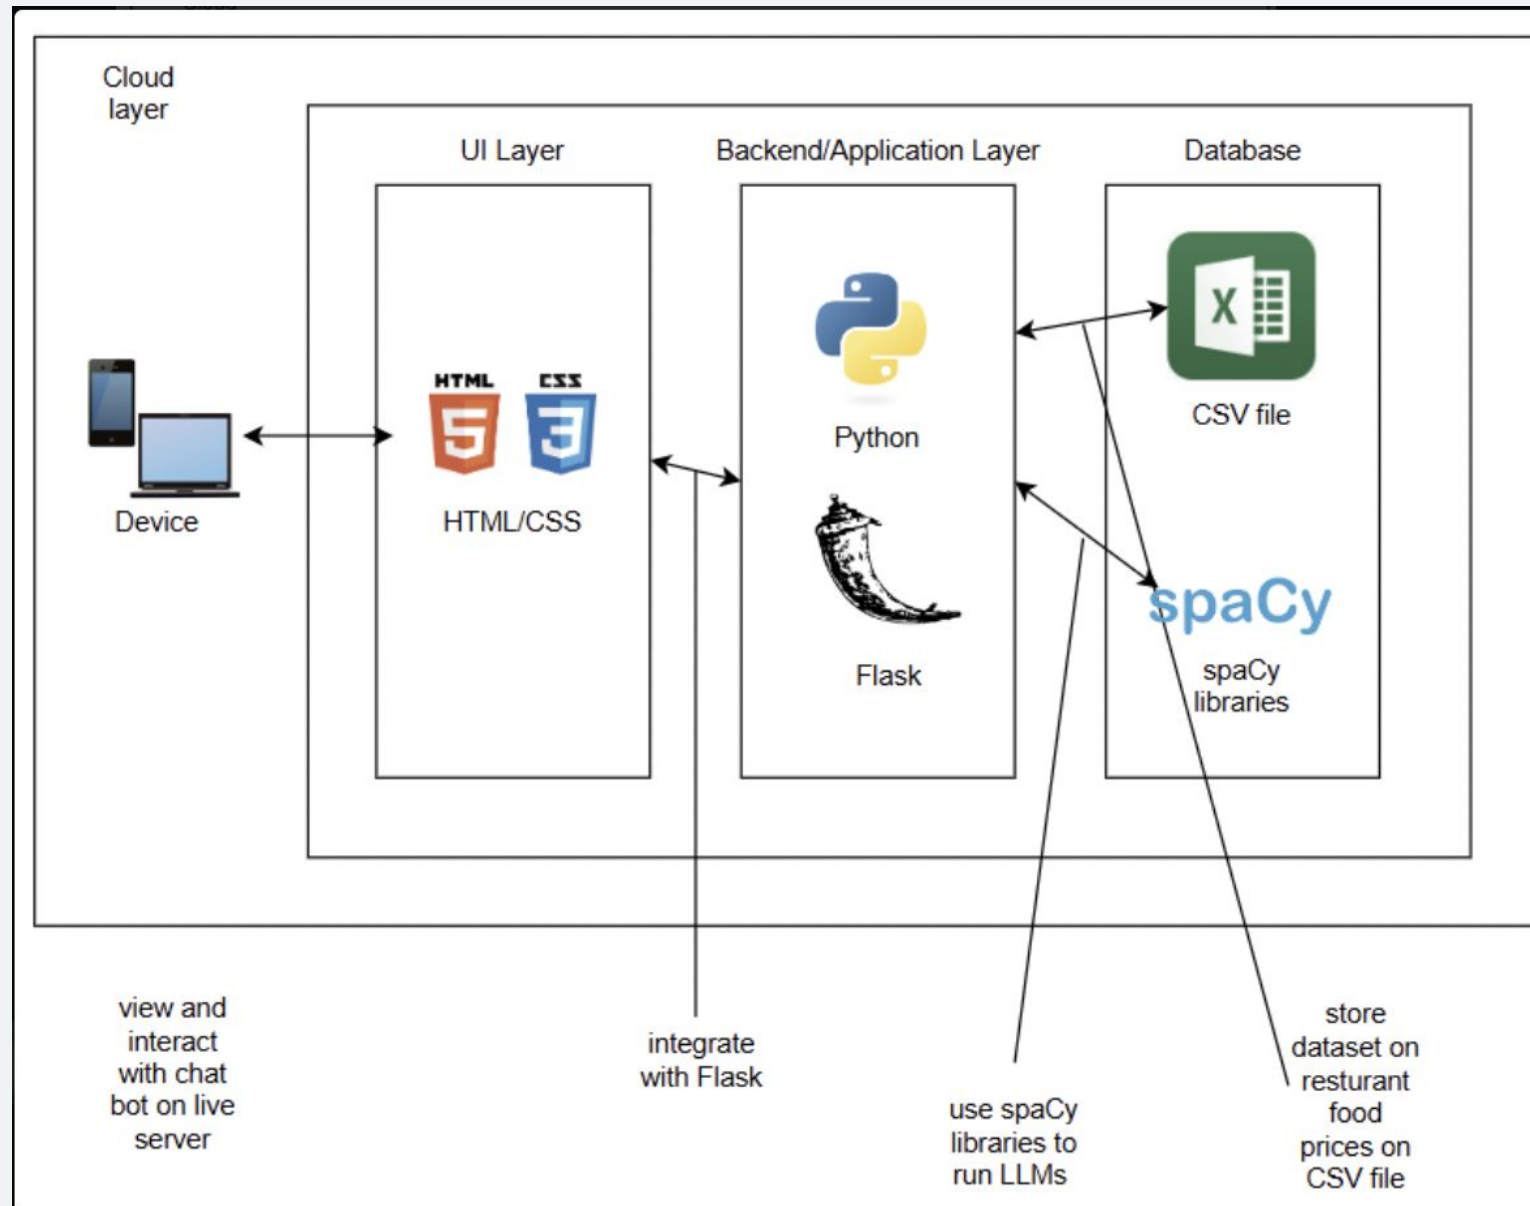 Cloud
layer
UI Layer
Backend/Application Layer
Database
HTML
CSS
5
3
X
CSV file
Python
Device
HTML/CSS
spaCy
Flask
spaCy
libraries
view and
interact
with chat
bot on live
server
integrate
with Flask
use spaCy
libraries to
run LLMs
store
dataset on
resturant
food
prices on
CSV file